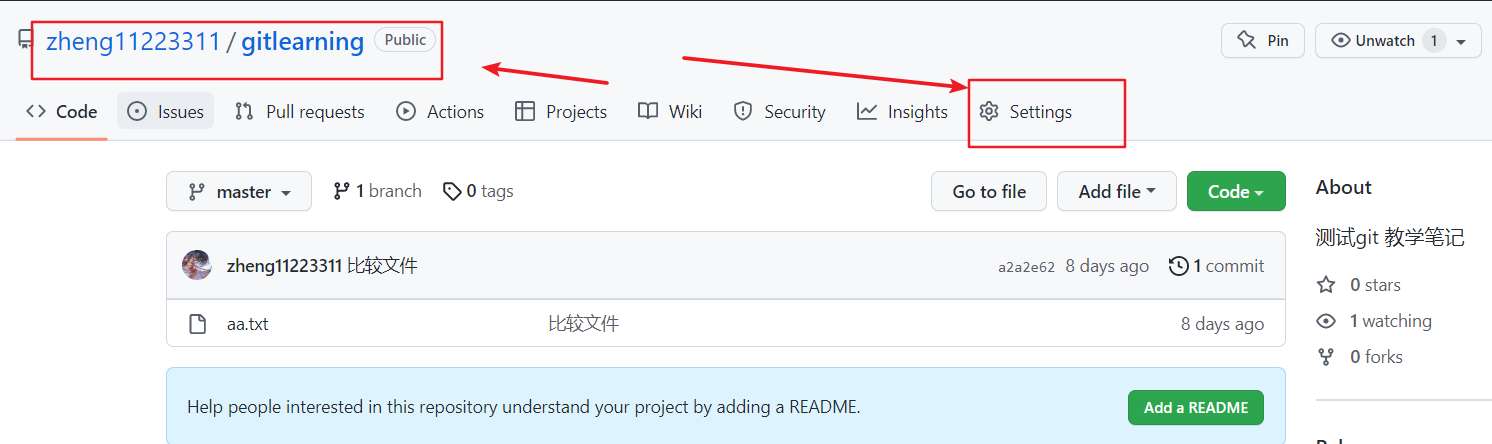 zheng11223311 / gitlearning Public
Pin
Unwatch 1
Code Issues Pull requests Actions Projects Wiki Security Insights Settings
master 1 branch 0 tags
Go to file Add file Code
About
测试git 教学笔记
zheng11223311 比较文件 a2a2e62 8 days ago 1 commit
0 stars
aa.txt 比较文件 8 days ago
1 watching
0 forks
Help people interested in this repository understand your project by adding a README.
Add a README